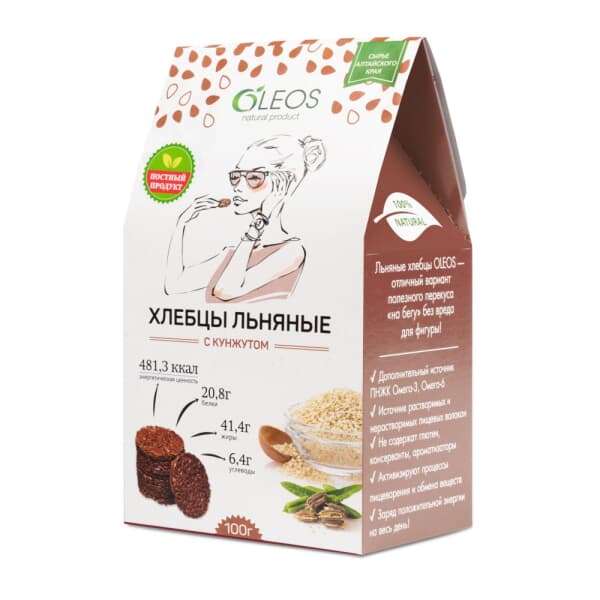 OLEOS
natural product
СЫРЬЕ
АЛТАЙСКОГО
КРАЯ
ПОСТНЫЙ
ПРОДУКТ
ХЛЕБЦЫ ЛЬНЯНЫЕ
С КУНЖУТОМ
481,3 ккал
энергетическая ценность
20,8г
белки
41,4г
жиры
6,4г
углеводы
100г
100%
NATURAL
Льняные хлебцы OLEOS —
отличный вариант
полезного перекуса
«на бегу» без вреда
для фигуры!
✓ Дополнительный источник
ПНЖК Омега-3, Омега-6
✓ Источник растворимых и
нерастворимых пищевых волокон
✓ Не содержат глютен,
консерванты, ароматизаторы
✓ Активизируют процессы
пищеварения и обмена веществ
✓ Заряд положительной энергии
на весь день!